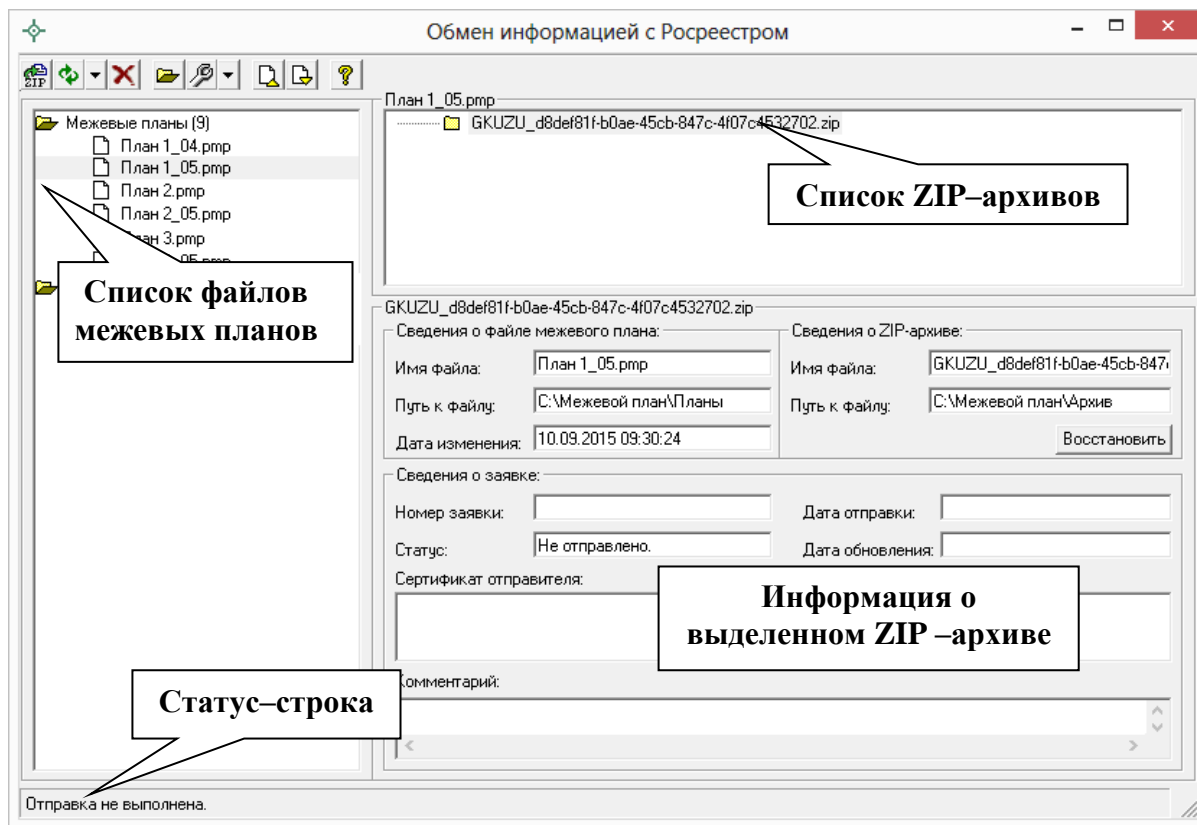 Обмен информацией с Росреестром
ZIP
План 1_05.pmp
Межевые планы (9)
План 1_04.pmp
План 1_05.pmp
План 2.pmp
План 2_05.pmp
3.pmp
05.pmp
Список файлов
межевых планов
GKUZU_d8def81f-b0ae-45cb-847c-4f07c4532702.zip
Список ZIP–архивов
GKUZU_d8def81f-b0ae-45cb-847c-4f07c4532702.zip
Сведения о файле межевого плана:
Имя файла: План 1_05.pmp
Путь к файлу: C:\Межевой план\Планы
Дата изменения: 10.09.2015 09:30:24
Сведения о ZIP-архиве:
Имя файла: GKUZU_d8def81f-b0ae-45cb-847
Путь к файлу: C:\Межевой план\Архив
Восстановить
Сведения о заявке:
Номер заявки: Дата отправки:
Статус: Не отправлено. Дата обновления:
Сертификат отправителя:
Информация о
выделенном ZIP –архиве
Комментарий:
Статус–строка
Отправка не выполнена.